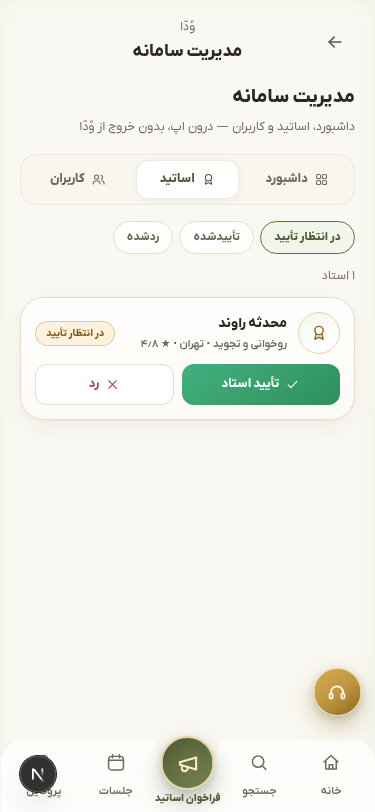 وُدّا
مدیریت سامانه
مدیریت سامانه
داشبورد، اساتید و کاربران — درون اپ، بدون خروج از وُدّا
داشبورد
اساتید
کاربران
در انتظار تأیید
تأییدشده
ردشده
۱ استاد
محدثه راوند
در انتظار تأیید
روخوانی و تجوید • تهران • ★ ۴٫۸
تأیید استاد
رد
خانه
جستجو
فراخوان اساتید
جلسات
پروفایل
N